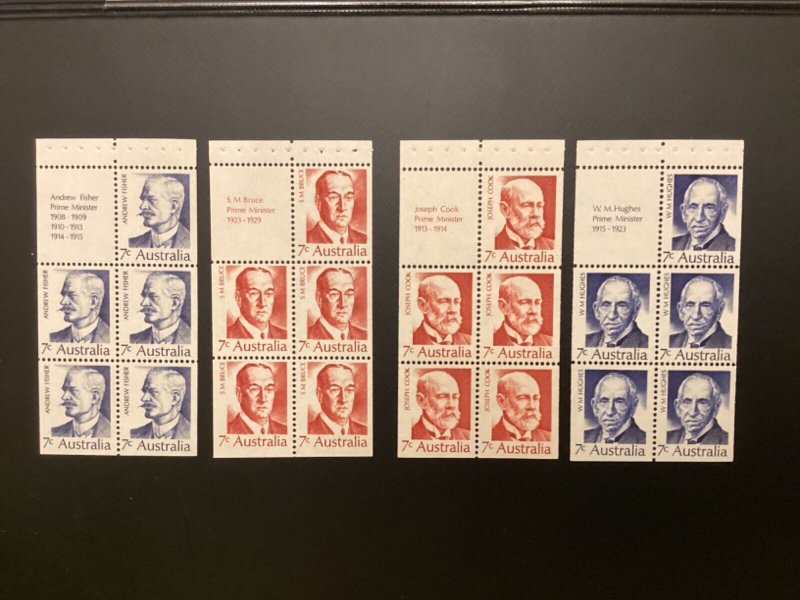 Andrew Fisher
Prime Minister
1908 - 1909
1910 - 1913
1914 - 1915
ANDREW FISHER
7c Australia
ANDREW FISHER
7c Australia
ANDREW FISHER
7c Australia
ANDREW FISHER
7c Australia
ANDREW FISHER
7c Australia
S. M. Bruce
Prime Minister
1923 - 1929
S M BRUCE
7c Australia
S M BRUCE
7c Australia
S M BRUCE
7c Australia
S M BRUCE
7c Australia
S M BRUCE
7c Australia
Joseph Cook
Prime Minister
1913 - 1914
JOSEPH COOK
7c Australia
JOSEPH COOK
7c Australia
JOSEPH COOK
7c Australia
JOSEPH COOK
7c Australia
JOSEPH COOK
7c Australia
W. M. Hughes
Prime Minister
1915 - 1923
W M HUGHES
7c Australia
W M HUGHES
7c Australia
W M HUGHES
7c Australia
W M HUGHES
7c Australia
W M HUGHES
7c Australia